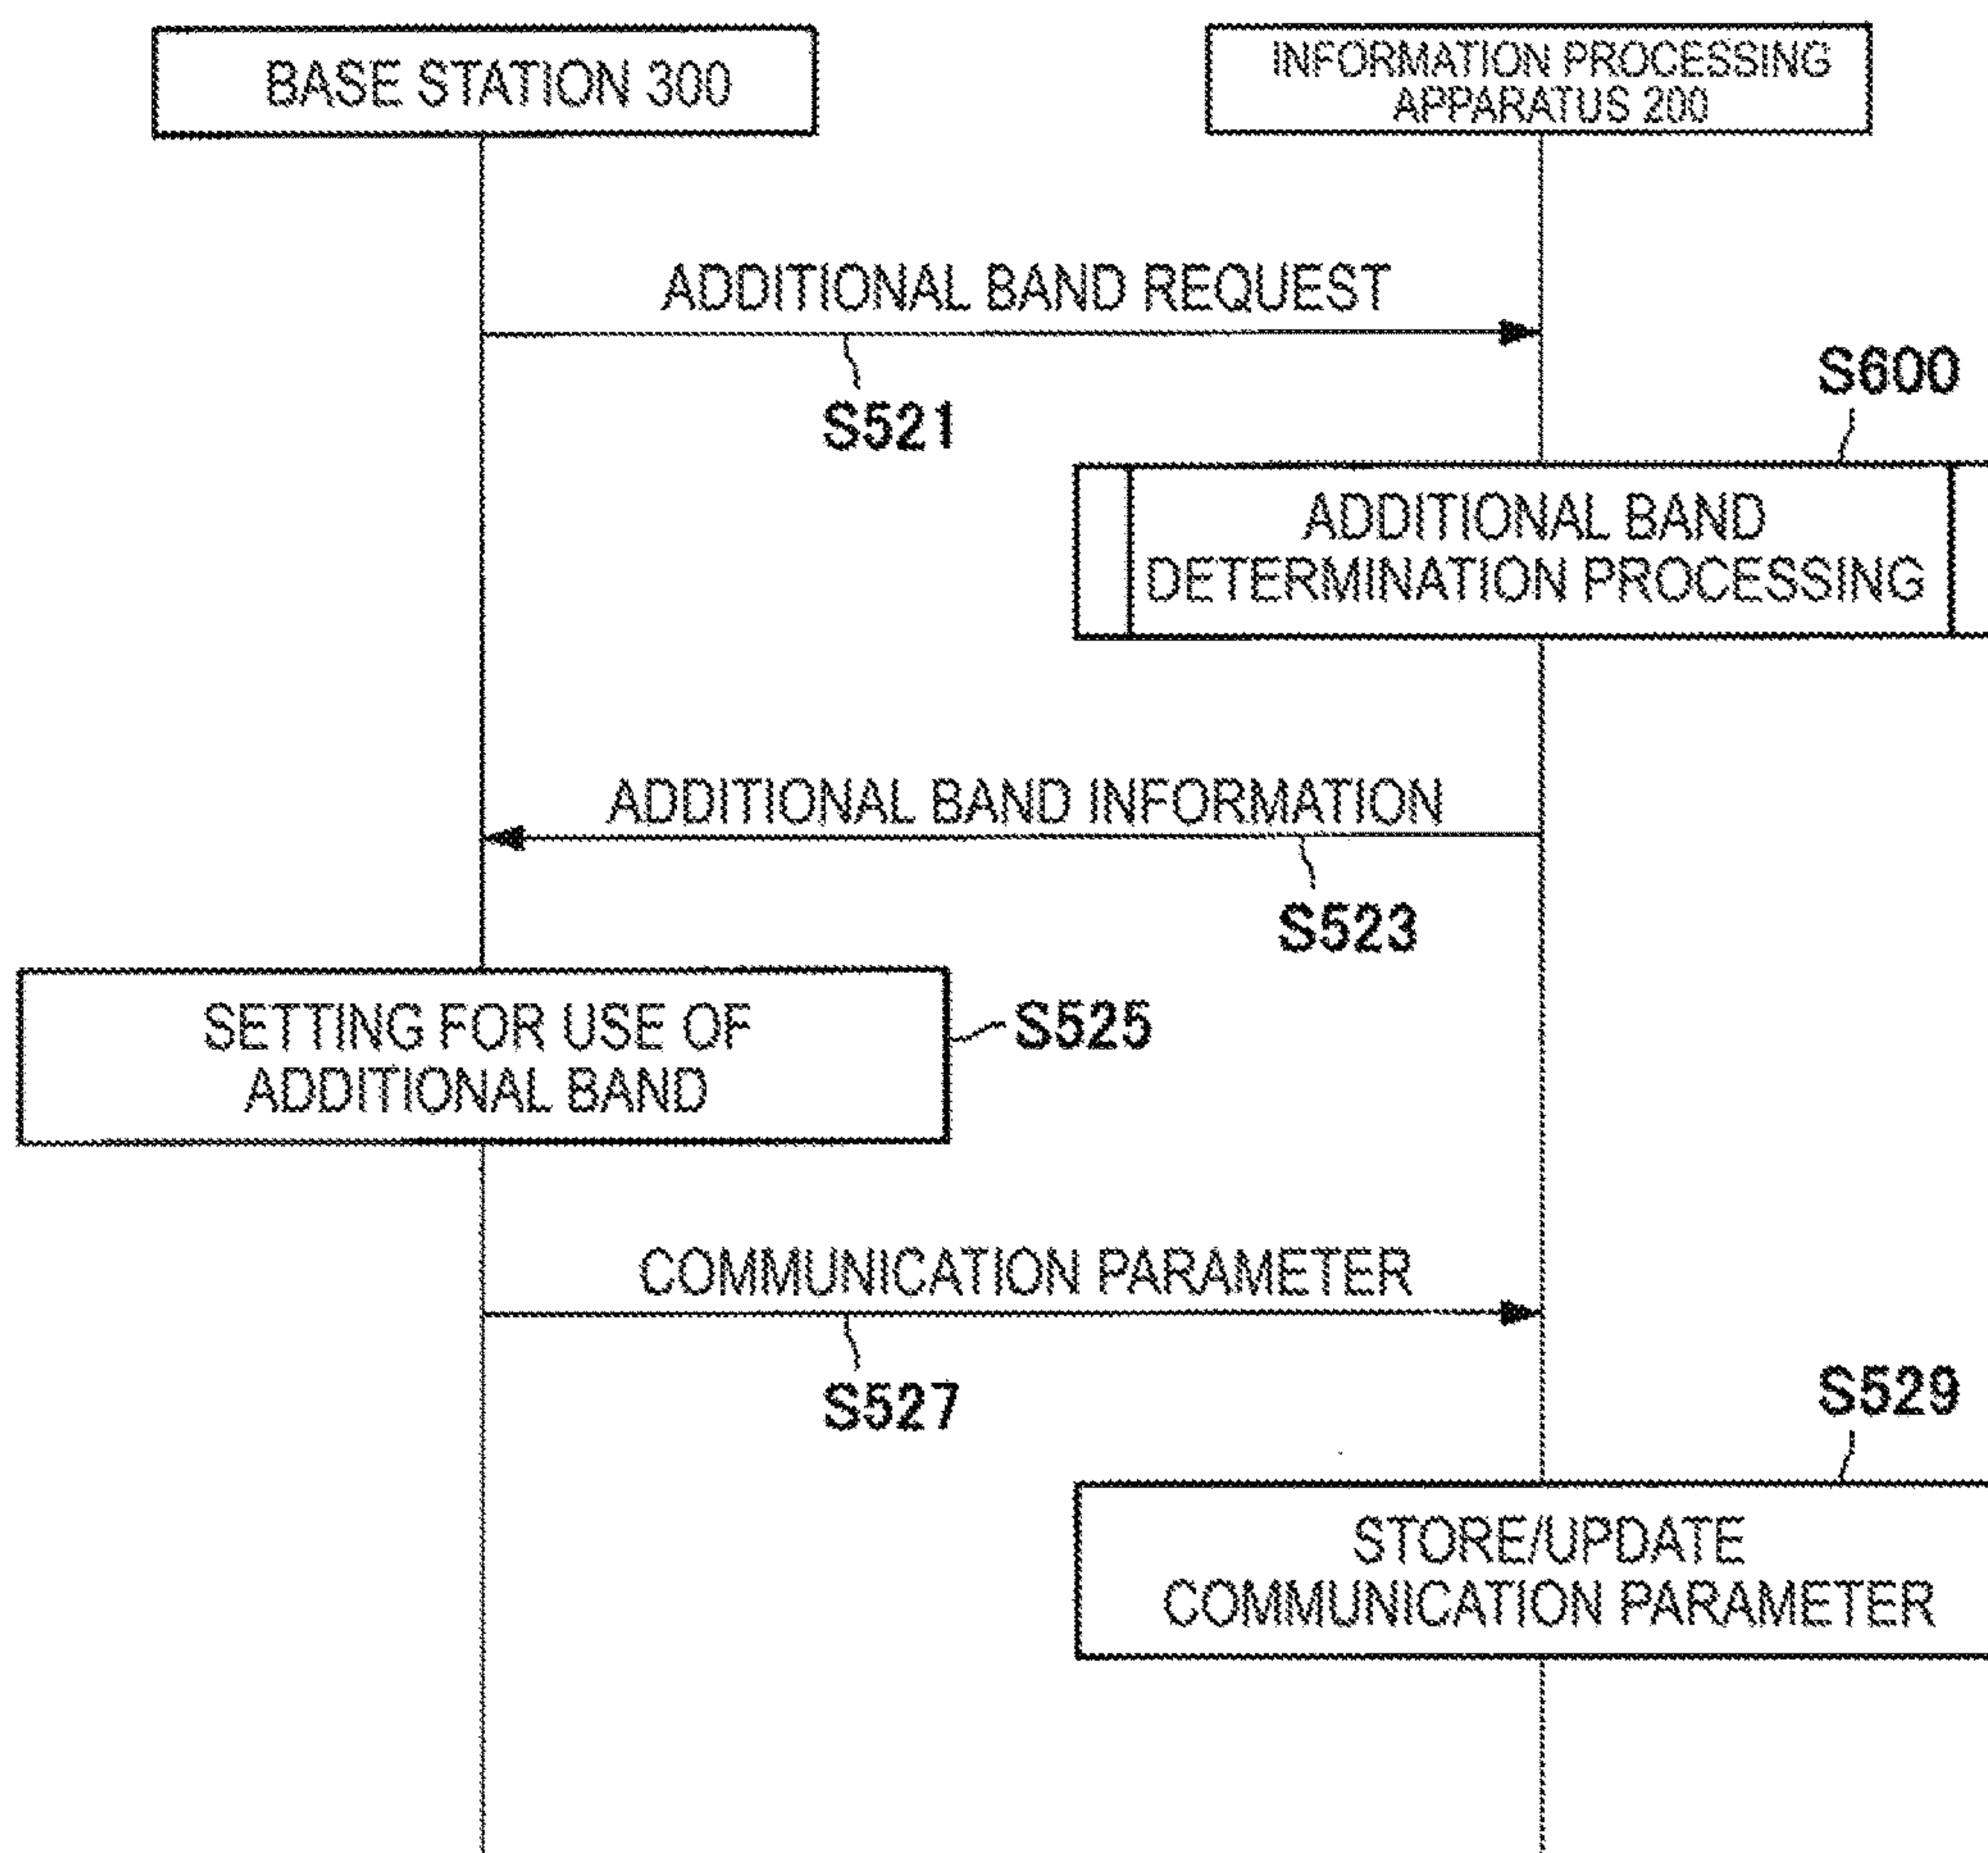 BASE STATION 300
INFORMATION PROCESSING
APPARATUS 200
ADDITIONAL BAND REQUEST
S521
S600
ADDITIONAL BAND
DETERMINATION PROCESSING
ADDITIONAL BAND INFORMATION
S523
SETTING FOR USE OF
ADDITIONAL BAND
S525
COMMUNICATION PARAMETER
S527
S529
STORE/UPDATE
COMMUNICATION PARAMETER